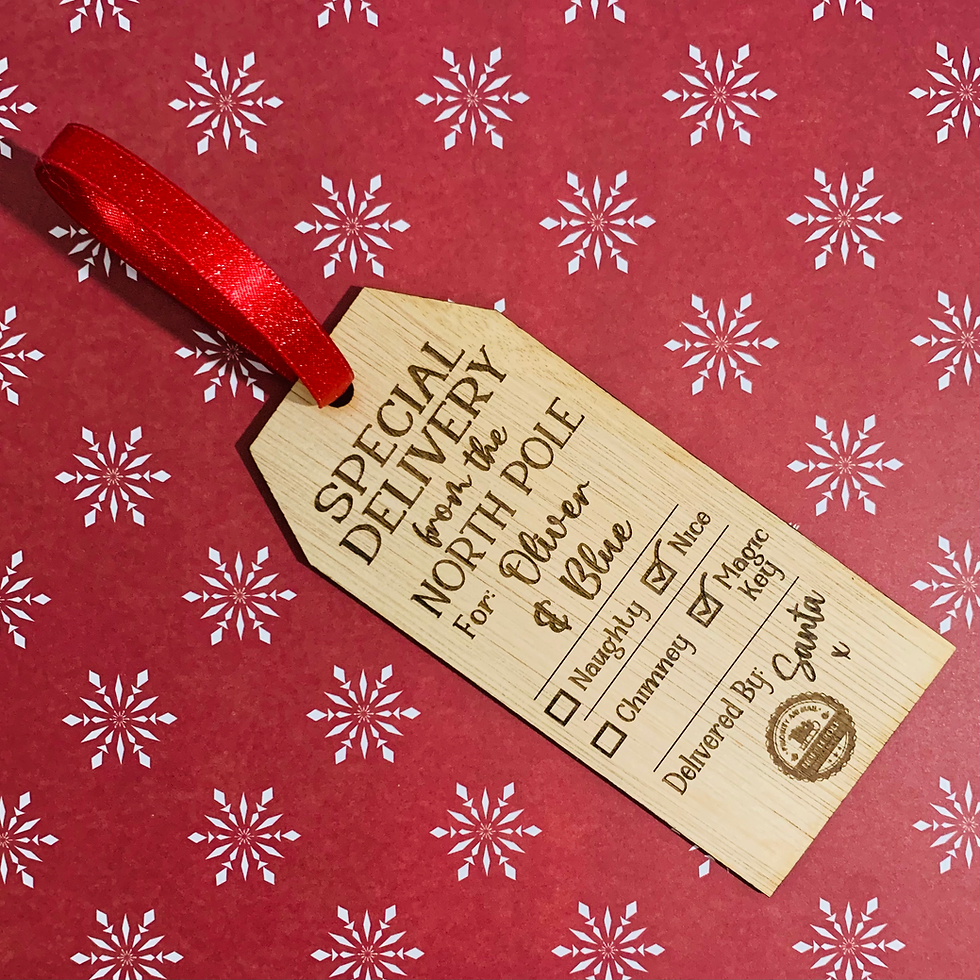 SPECIAL
DELIVERY
from the
NORTH POLE
For: Oliver
& Blue
☐ Naughty ☑ Nice
☐ Chimney ☑ Magic
Key
Delivered By: Santa
x